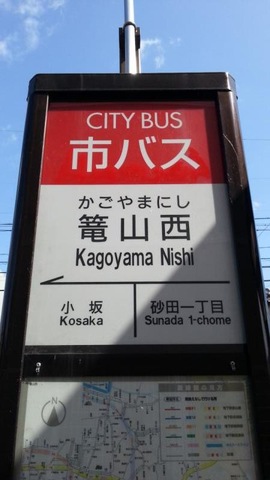 CITY BUS
市バス
かごやまにし
篭山西
Kagoyama Nishi
小坂 砂田一丁目
Kosaka Sunada 1-chome